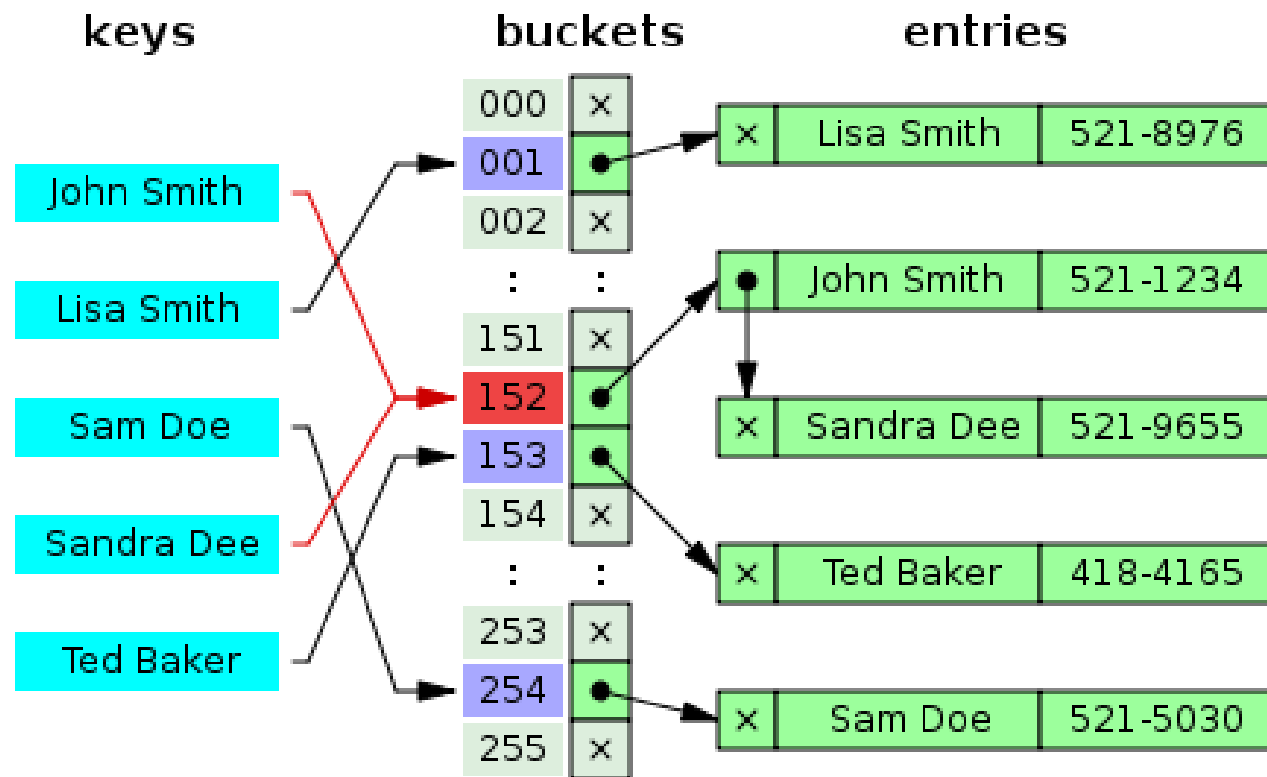 keys buckets entries
John Smith
Lisa Smith
Sam Doe
Sandra Dee
Ted Baker
000 ×
001
002 ×
: :
151 ×
152
153
154 ×
: :
253 ×
254
255 ×
× Lisa Smith 521-8976
John Smith 521-1234
× Sandra Dee 521-9655
× Ted Baker 418-4165
× Sam Doe 521-5030